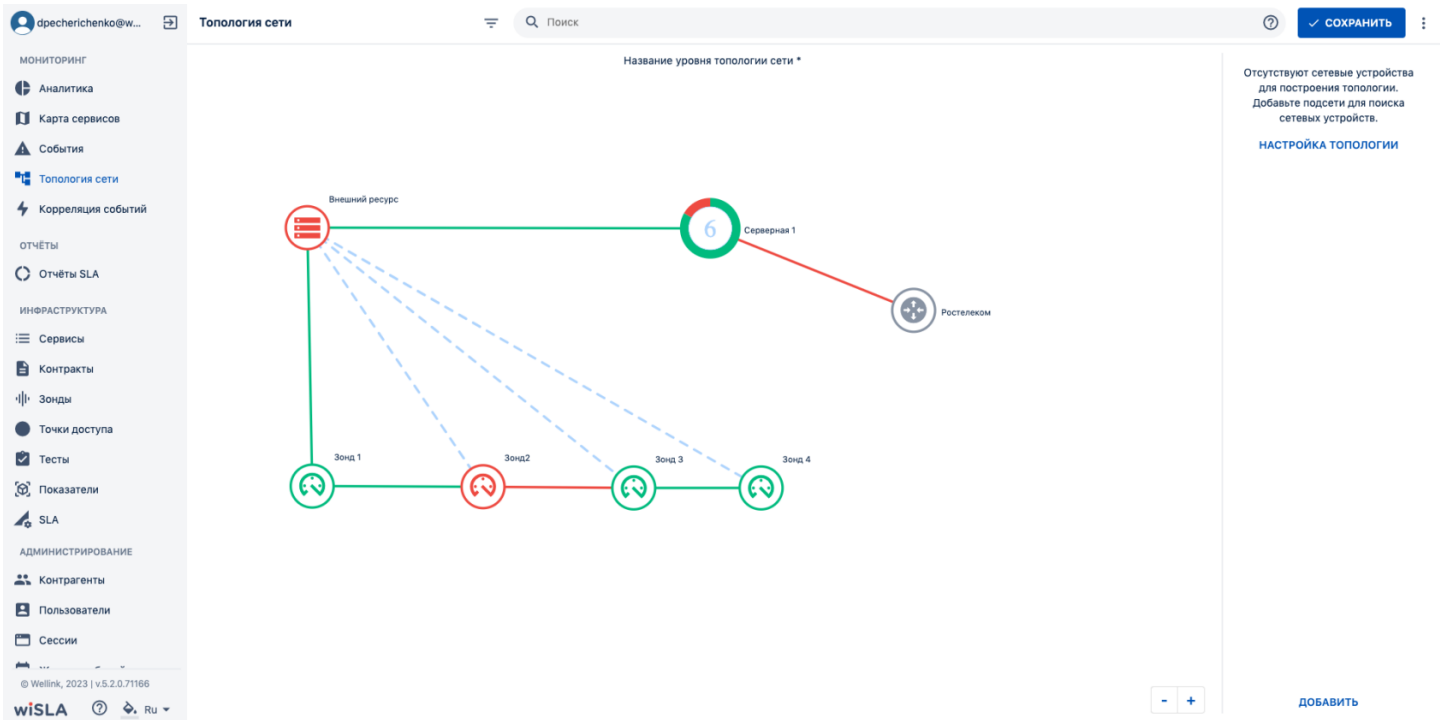 dpecherichenko@w...
Топология сети
Поиск
СОХРАНИТЬ
МОНИТОРИНГ
Аналитика
Карта сервисов
События
Топология сети
Корреляция событий
ОТЧЁТЫ
Отчёты SLA
ИНФРАСТРУКТУРА
Сервисы
Контракты
Зонды
Точки доступа
Тесты
Показатели
SLA
АДМИНИСТРИРОВАНИЕ
Контрагенты
Пользователи
Сессии
© Wellink, 2023 | v.5.2.0.71166
wiSLA
Ru
Название уровня топологии сети *
Внешний ресурс
6
Серверная 1
Ростелеком
Зонд 1
Зонд2
Зонд 3
Зонд 4
- +
Отсутствуют сетевые устройства
для построения топологии.
Добавьте подсети для поиска
сетевых устройств.
НАСТРОЙКА ТОПОЛОГИИ
ДОБАВИТЬ